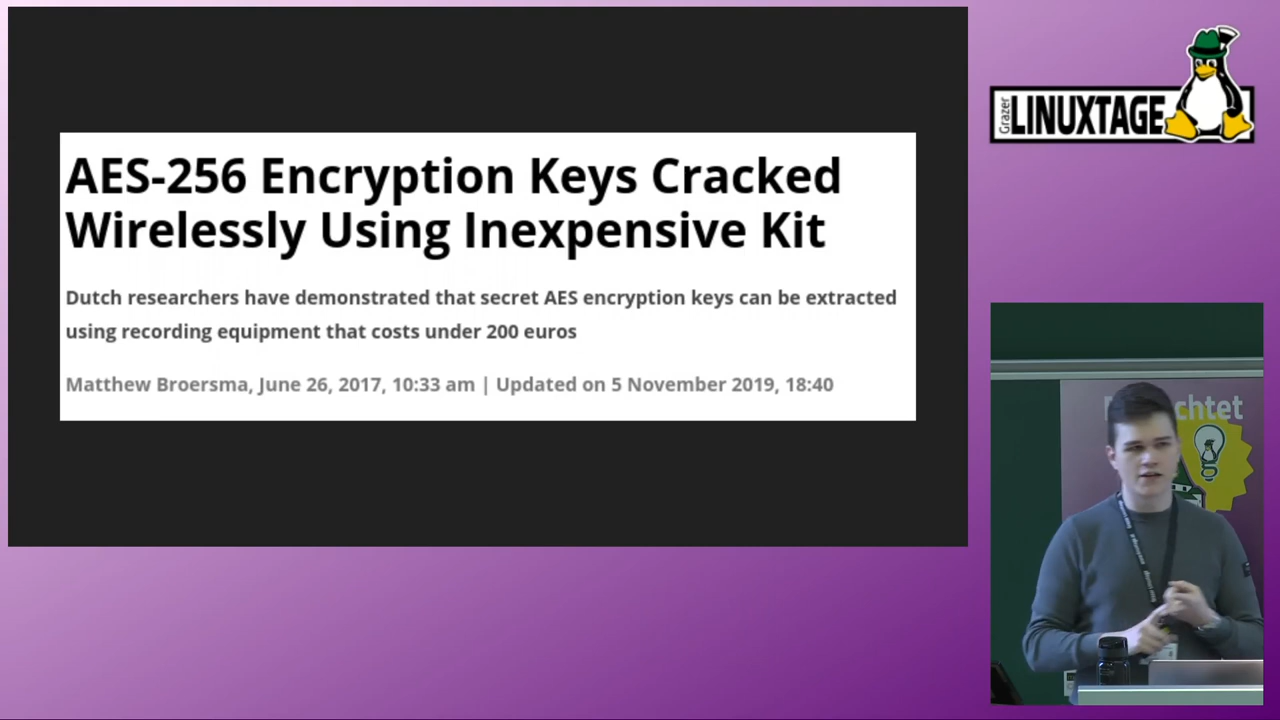 AES-256 Encryption Keys Cracked
Wirelessly Using Inexpensive Kit
Dutch researchers have demonstrated that secret AES encryption keys can be extracted
using recording equipment that costs under 200 euros
Matthew Broersma, June 26, 2017, 10:33 am | Updated on 5 November 2019, 18:40
Grazer
LINUXTAGE
chtet